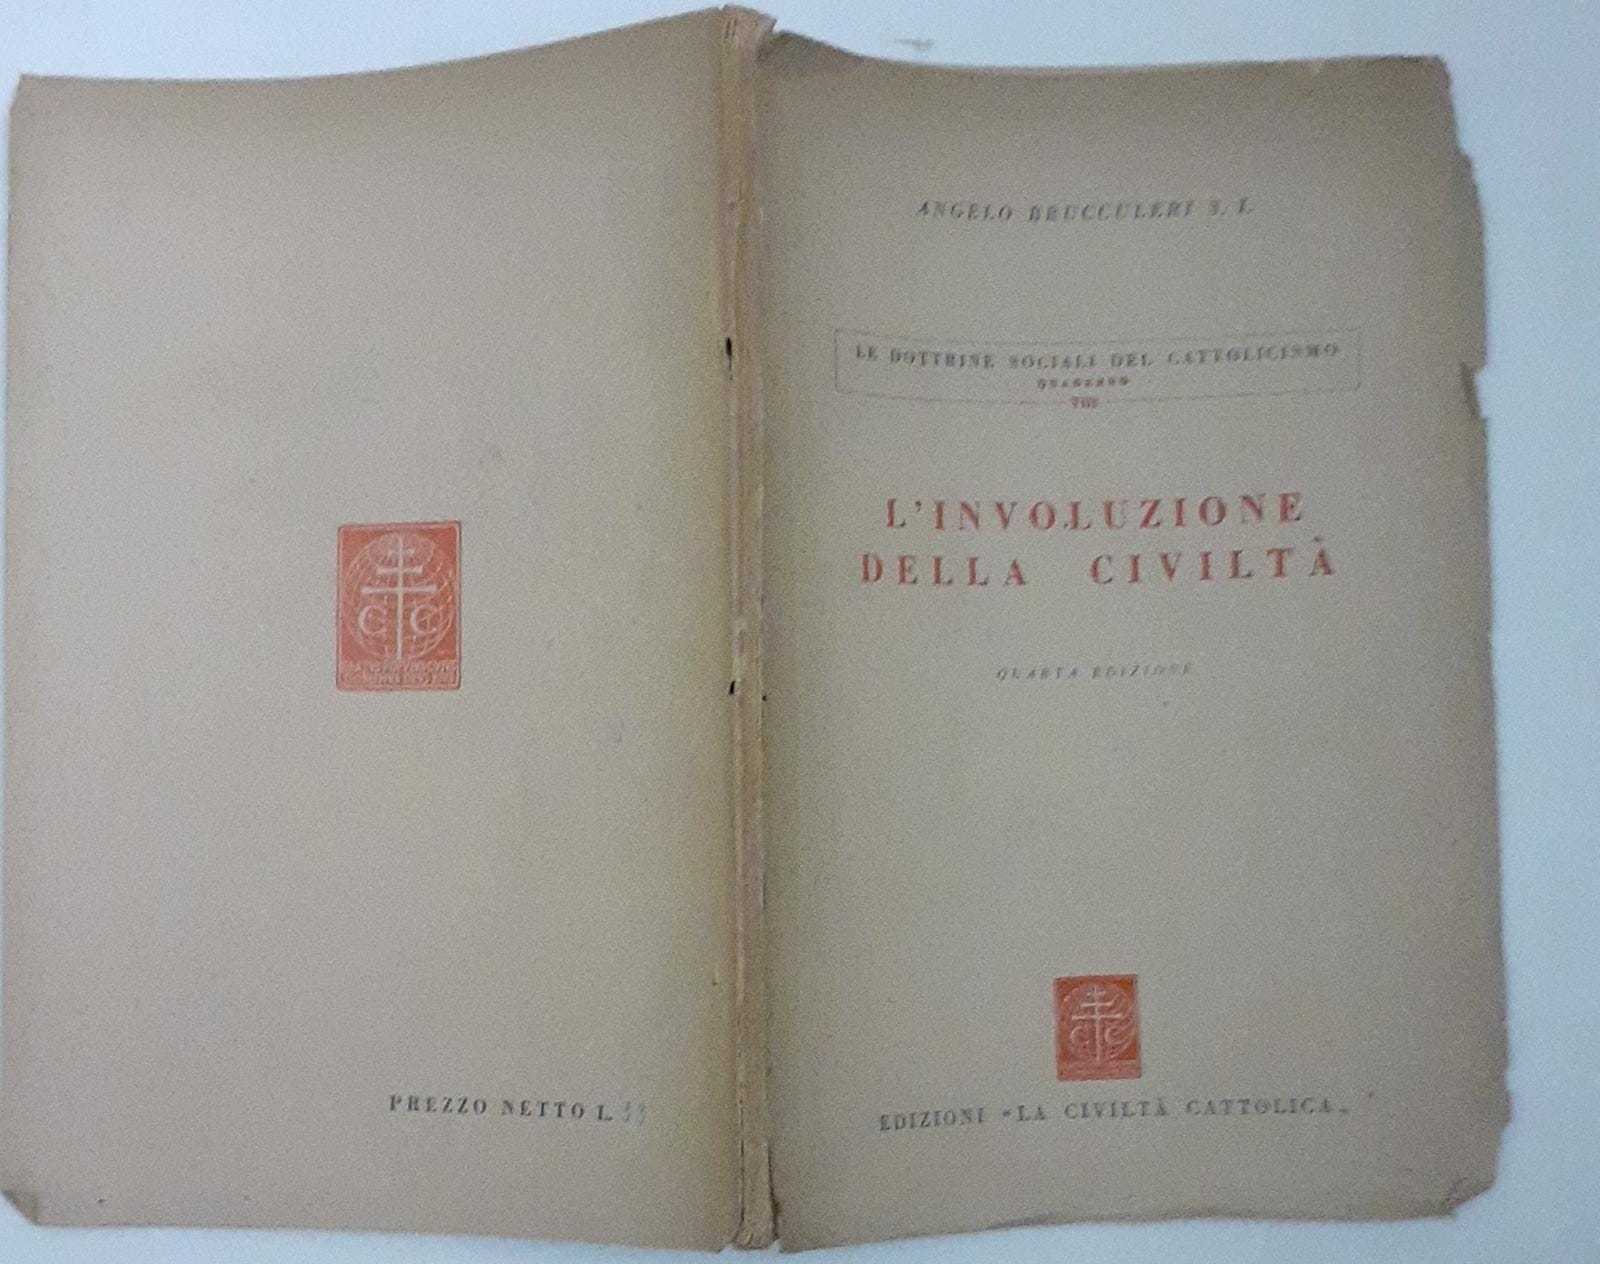 ANGELO BRUCCULERI S. I.
LE DOTTRINE SOCIALI DEL CATTOLICISMO
QUADERNO
VIII
L'INVOLUZIONE
DELLA CIVILTÀ
QUARTA EDIZIONE
C C
EDIZIONI "LA CIVILTÀ CATTOLICA„
C C
PREZZO NETTO L.